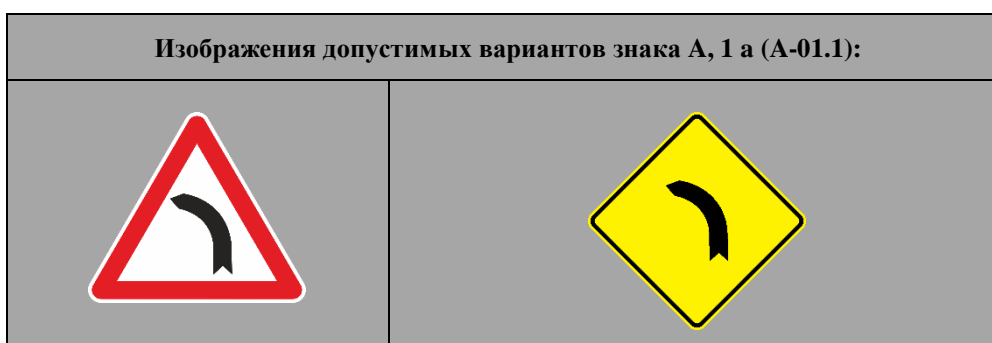 Изображения допустимых вариантов знака A, 1 a (A-01.1):